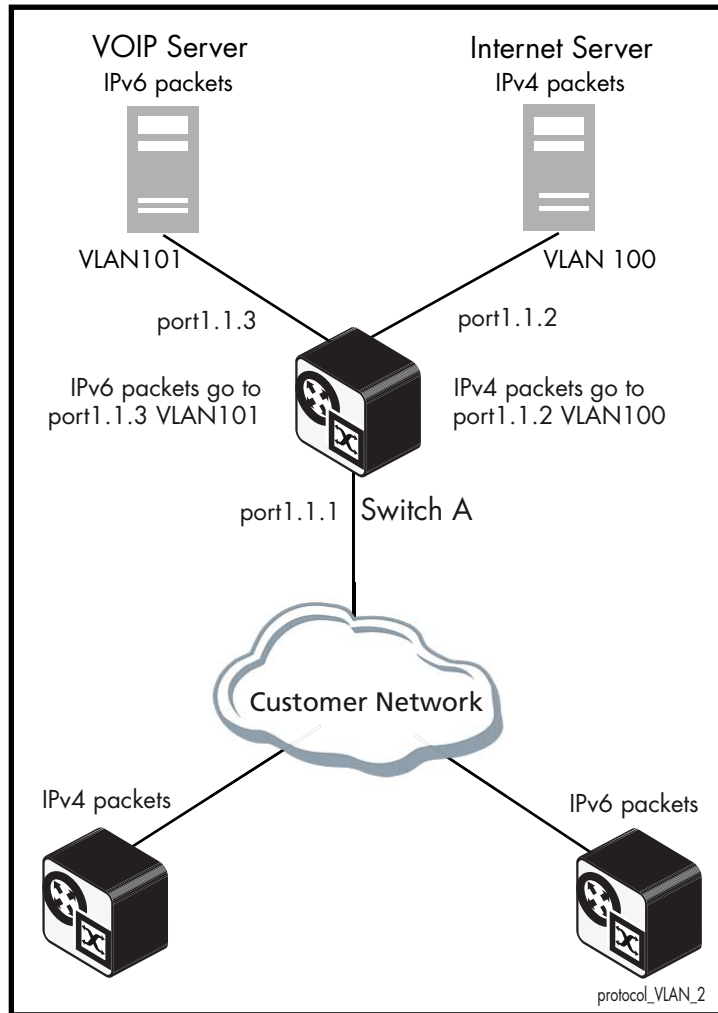 VOIP Server
IPv6 packets
Internet Server
IPv4 packets
VLAN101
VLAN 100
port1.1.3
port1.1.2
IPv6 packets go to
port1.1.3 VLAN101
IPv4 packets go to
port1.1.2 VLAN100
port1.1.1
Switch A
Customer Network
IPv4 packets
IPv6 packets
protocol_VLAN_2